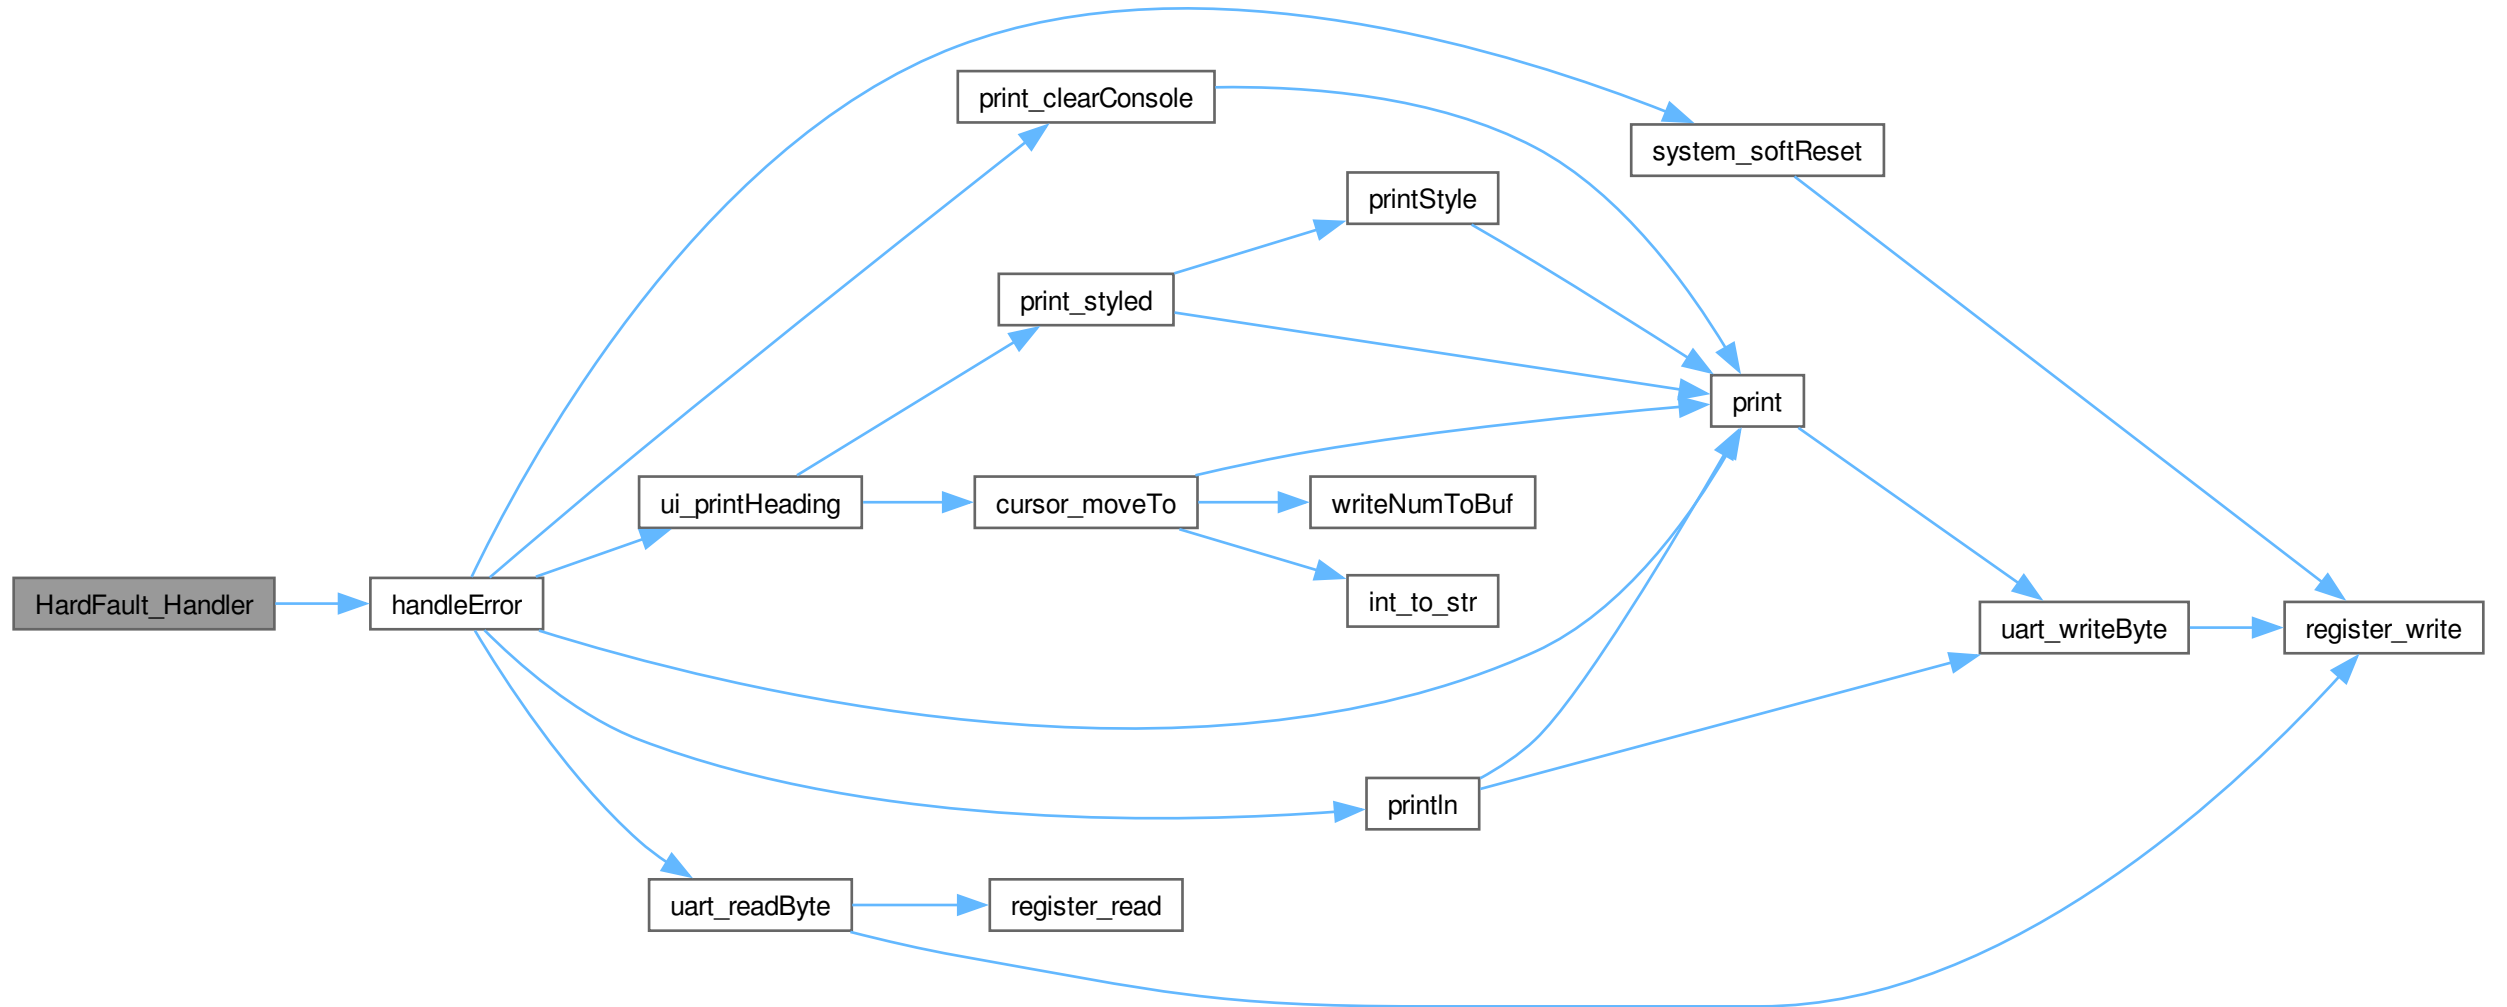 HardFault_Handler
handleError
print_clearConsole
system_softReset
printStyle
print_styled
print
ui_printHeading
cursor_moveTo
writeNumToBuf
int_to_str
uart_writeByte
register_write
println
uart_readByte
register_read